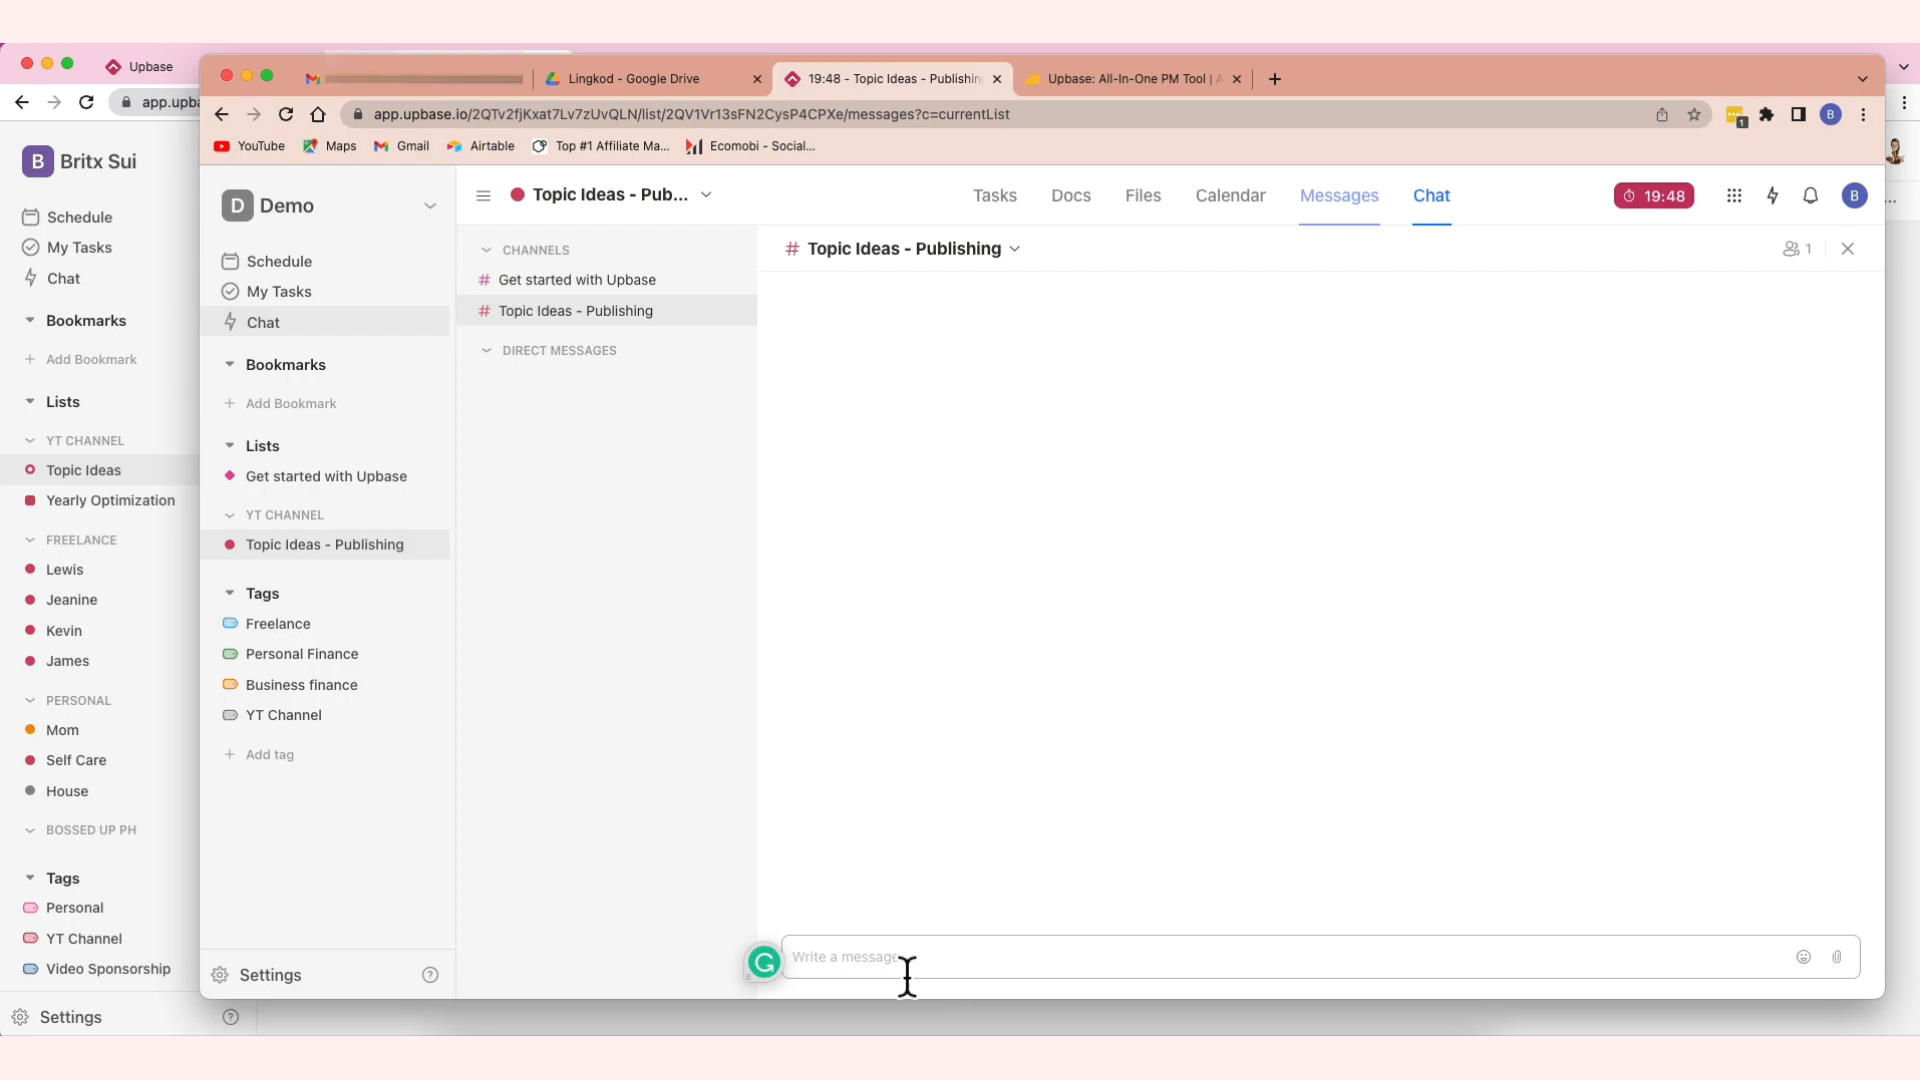 Upbase
app.upba
Britx Sui
B
Schedule
My Tasks
Chat
Bookmarks
Add Bookmark
Lists
YT CHANNEL
Topic Ideas
Yearly Optimization
FREELANCE
Lewis
Jeanine
Kevin
James
PERSONAL
Mom
Self Care
House
BOSSED UP PH
Tags
Personal
YT Channel
Video Sponsorship
Settings
Lingkod - Google Drive
19:48 - Topic Ideas - Publishin
Upbase: All-In-One PM Tool | A
app.upbase.io/2QTv2fjKxat7Lv7zUvQLN/list/2QV1Vr13sFN2CysP4CPXe/messages?c=currentList
1
B
YouTube
Maps
Gmail
Airtable
Top #1 Affiliate Ma...
Ecomobi - Social...
D
Demo
Schedule
My Tasks
Chat
Bookmarks
Add Bookmark
Lists
Get started with Upbase
YT CHANNEL
Topic Ideas - Publishing
Tags
Freelance
Personal Finance
Business finance
YT Channel
Add tag
Settings
Topic Ideas - Pub...
Tasks
Docs
Files
Calendar
Messages
Chat
19:48
B
CHANNELS
# Get started with Upbase
# Topic Ideas - Publishing
DIRECT MESSAGES
# Topic Ideas - Publishing
1
Write a message